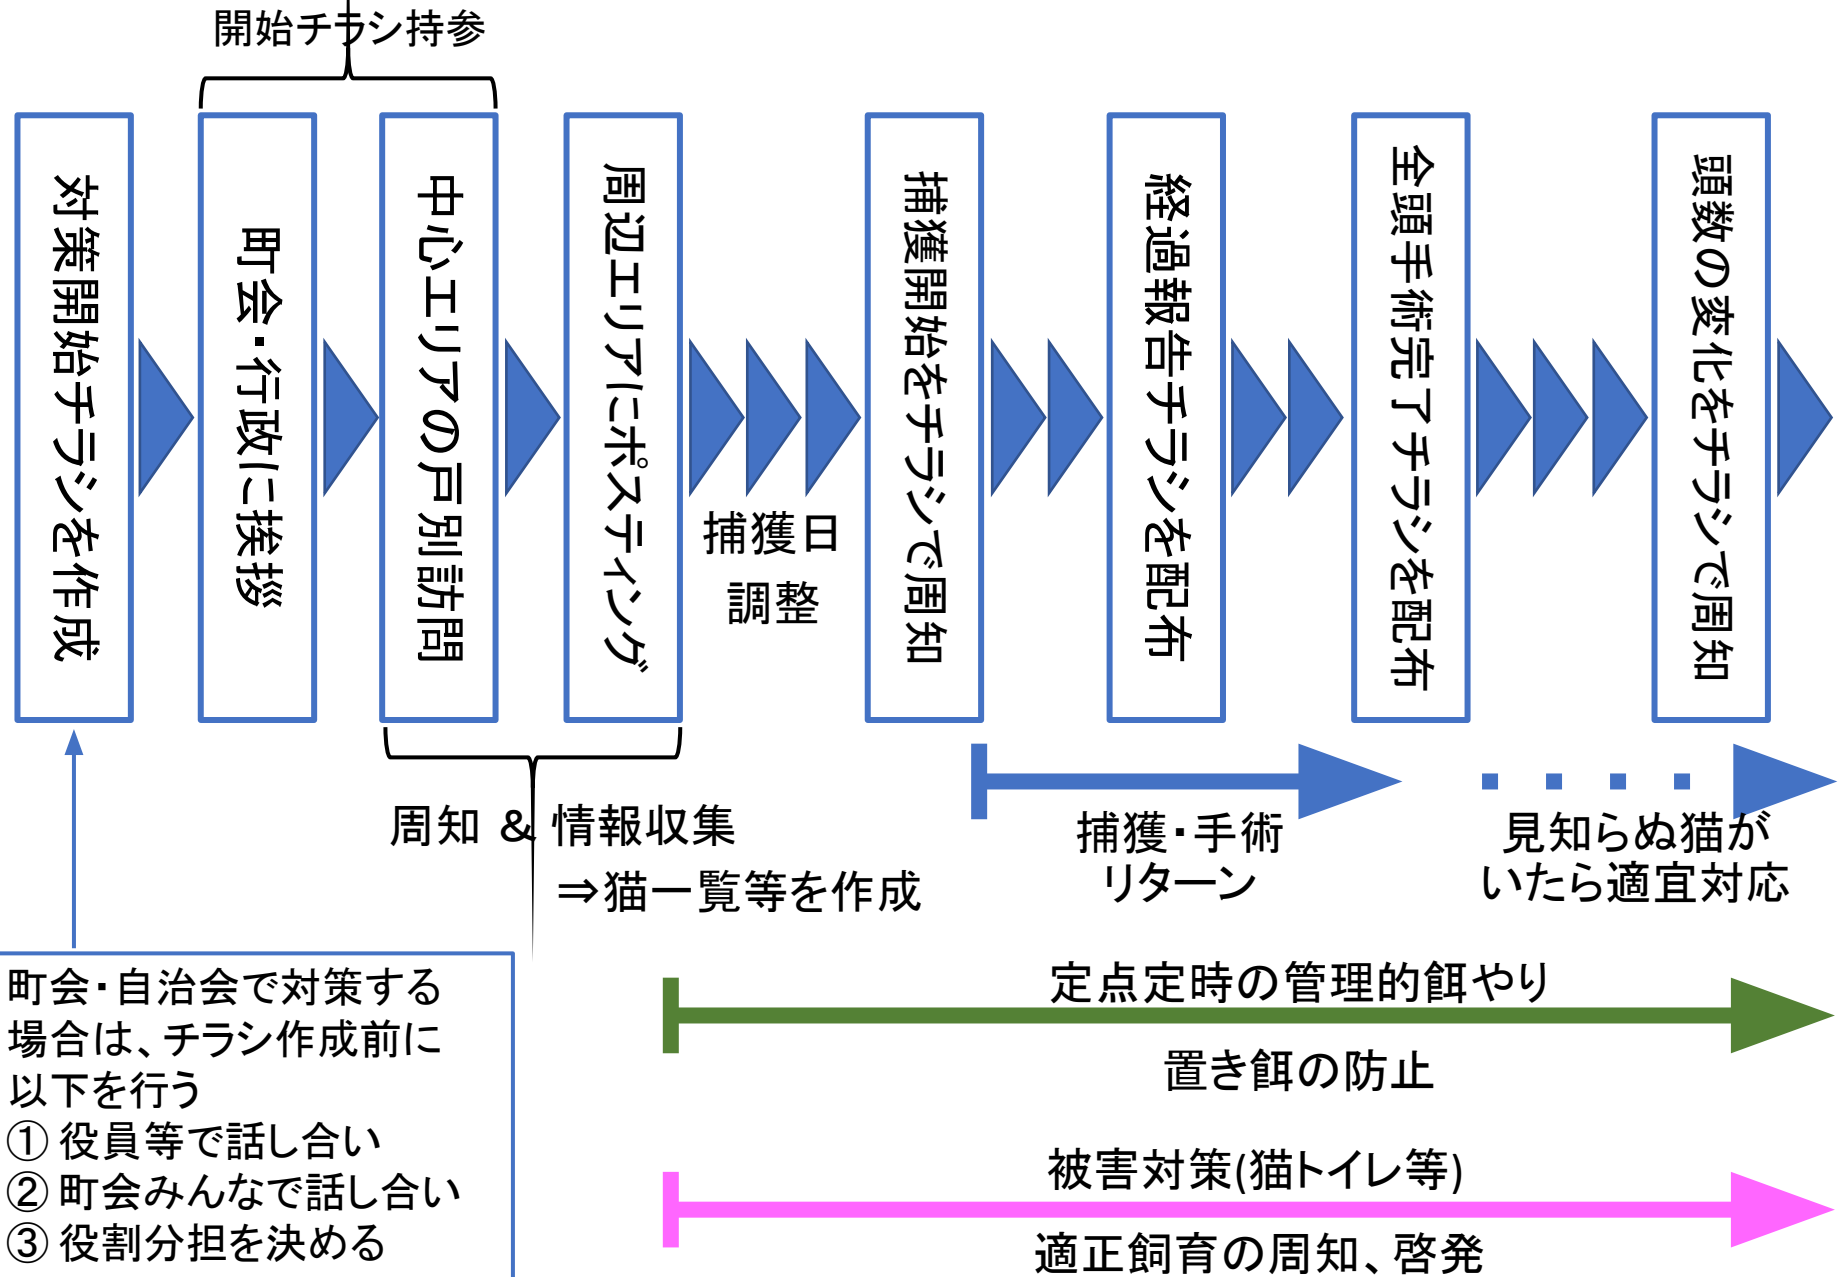 開始チラシ持参
対策開始チラシを作成
町会・行政に挨拶
中心エリアの戸別訪問
周辺エリアにポスティング
捕獲日
調整
捕獲開始をチラシで周知
経過報告チラシを配布
全頭手術完了チラシを配布
頭数の変化をチラシで周知
周知 & 情報収集
⇒猫一覧等を作成
捕獲・手術
リターン
見知らぬ猫が
いたら適宜対応
町会・自治会で対策する
場合は、チラシ作成前に
以下を行う
① 役員等で話し合い
② 町会みんなで話し合い
③ 役割分担を決める
定点定時の管理的餌やり
置き餌の防止
被害対策(猫トイレ等)
適正飼育の周知、啓発